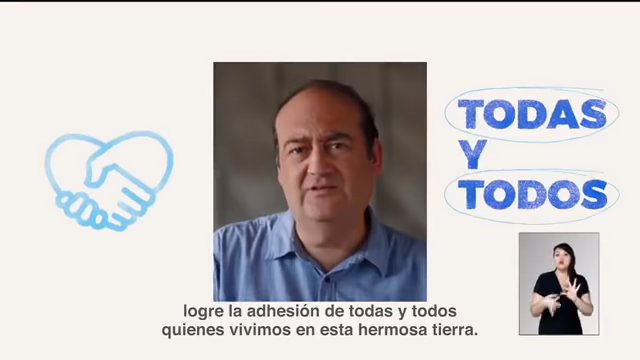 TODAS
Y
TODOS
logre la adhesión de todas y todos
quienes vivimos en esta hermosa tierra.